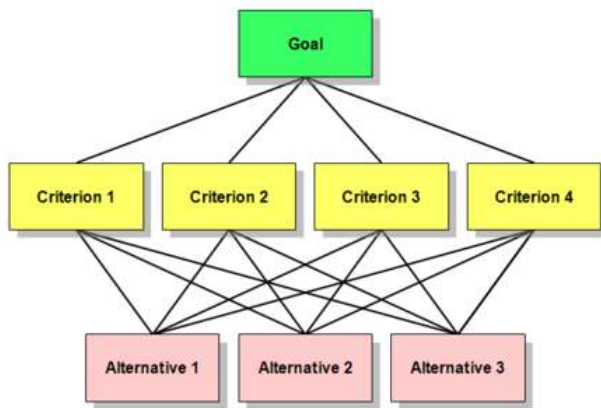 Goal
Criterion 1
Criterion 2
Criterion 3
Criterion 4
Alternative 1
Alternative 2
Alternative 3